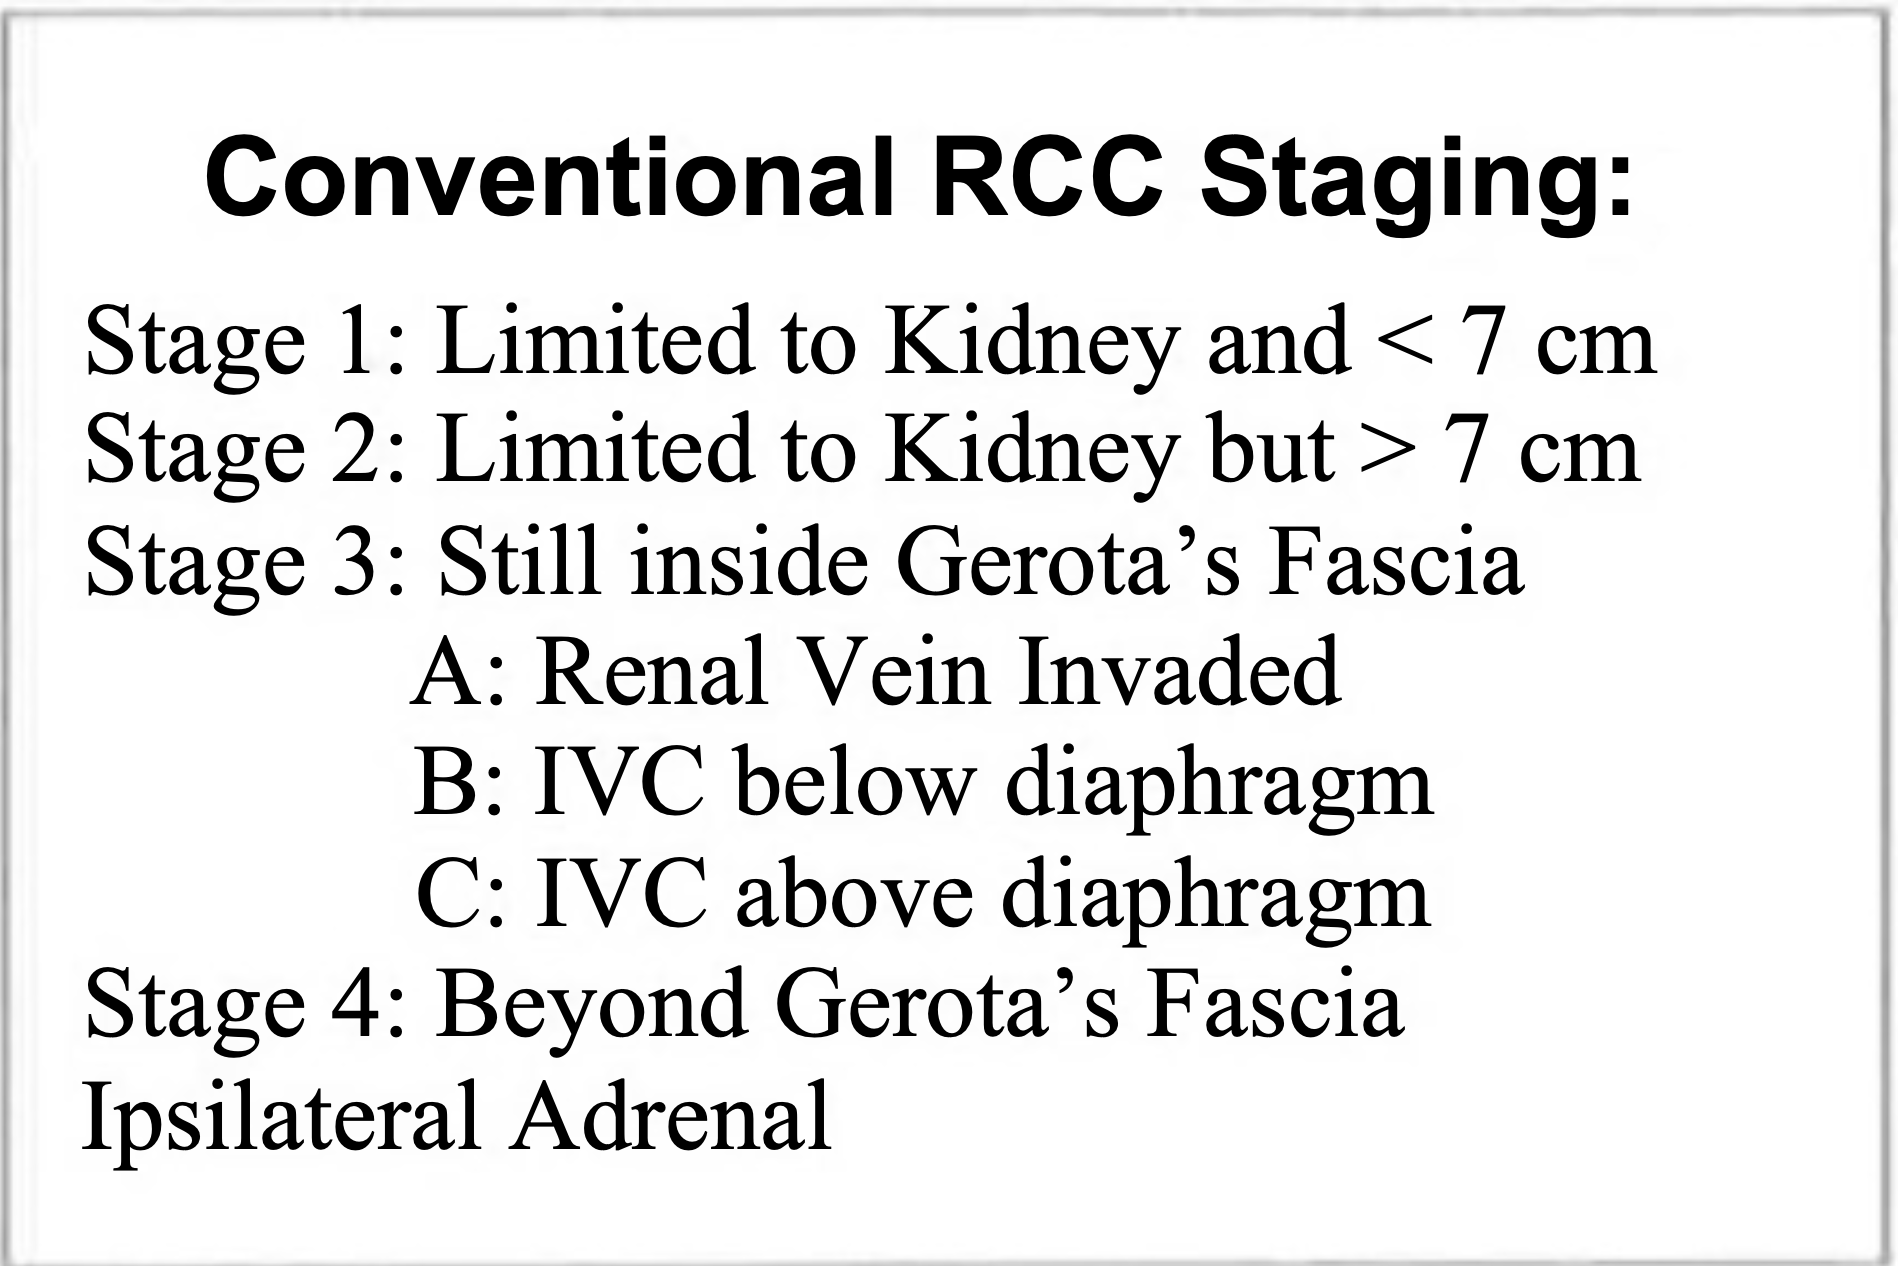 Conventional RCC Staging:
Stage 1: Limited to Kidney and < 7 cm
Stage 2: Limited to Kidney but > 7 cm
Stage 3: Still inside Gerota’s Fascia
A: Renal Vein Invaded
B: IVC below diaphragm
C: IVC above diaphragm
Stage 4: Beyond Gerota’s Fascia
Ipsilateral Adrenal